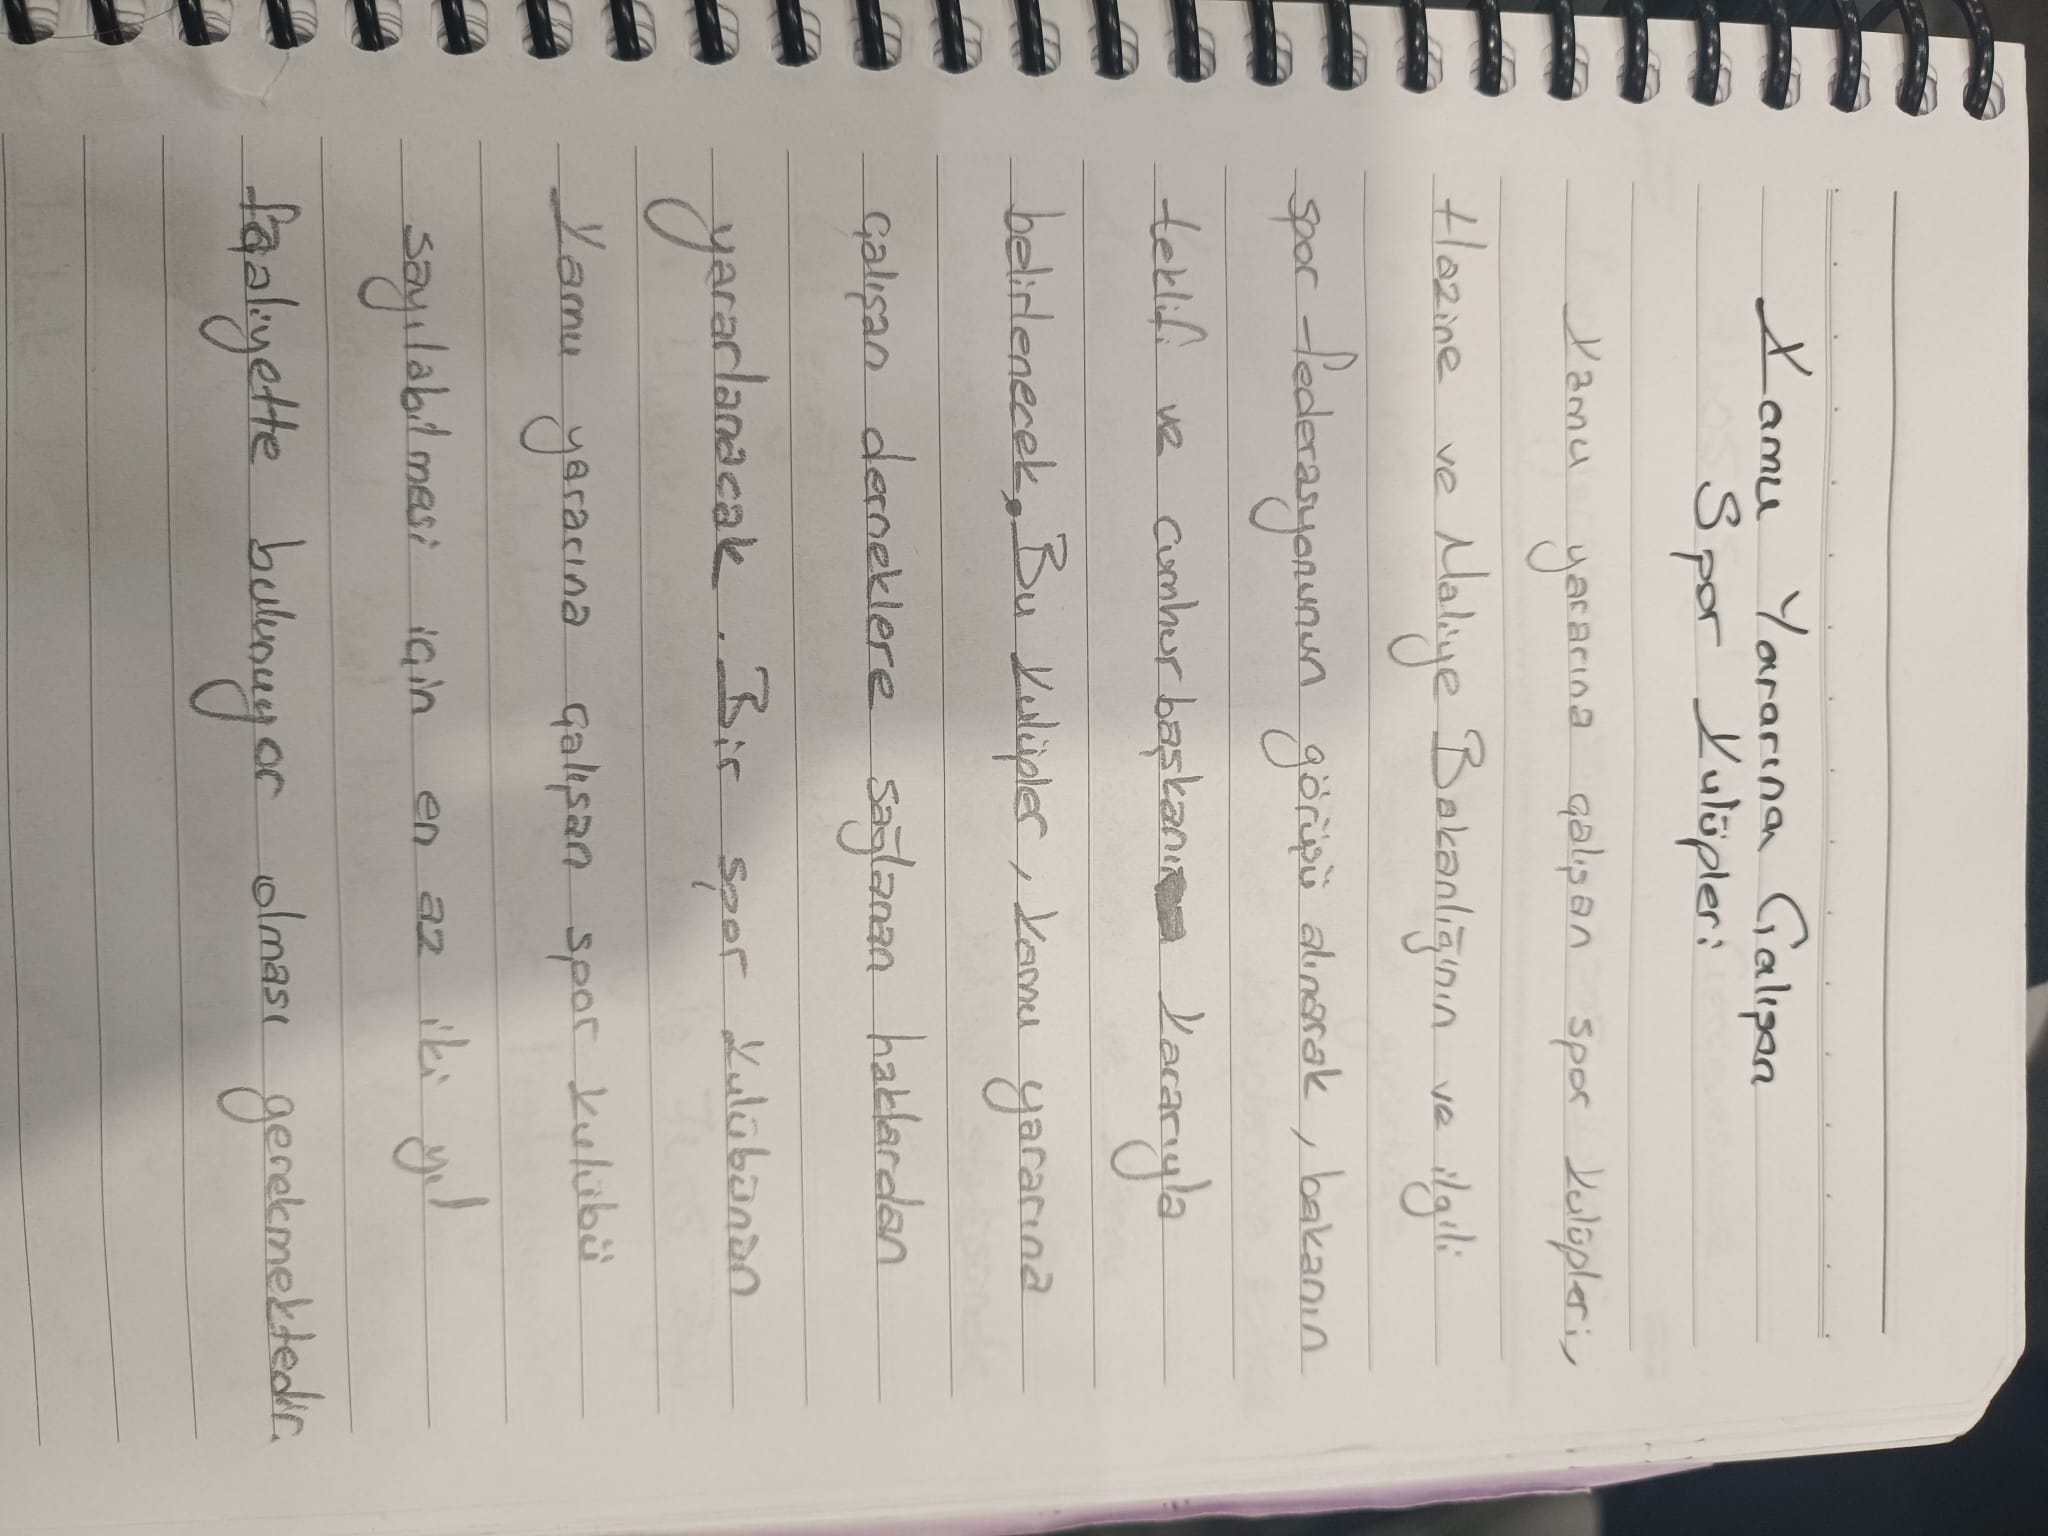 Kamu Yararına Çalışan
Spor Kulüpleri
Kamu yararına çalışan spor kulüpleri,
Hazine ve Maliye Bakanlığının ve ilgili
spor federasyonunun görüşü alınarak, bakanın
teklifi ve cumhurbaşkanı kararıyla
belirlenecek. Bu kulüpler, kamu yararına
çalışan derneklere sağlanan haklardan
yararlanacak. Bir spor kulübünün
kamu yararına çalışan spor kulübü
sayılabilmesi için en az iki yıl
faaliyette bulunuyor olması gerekmektedir.